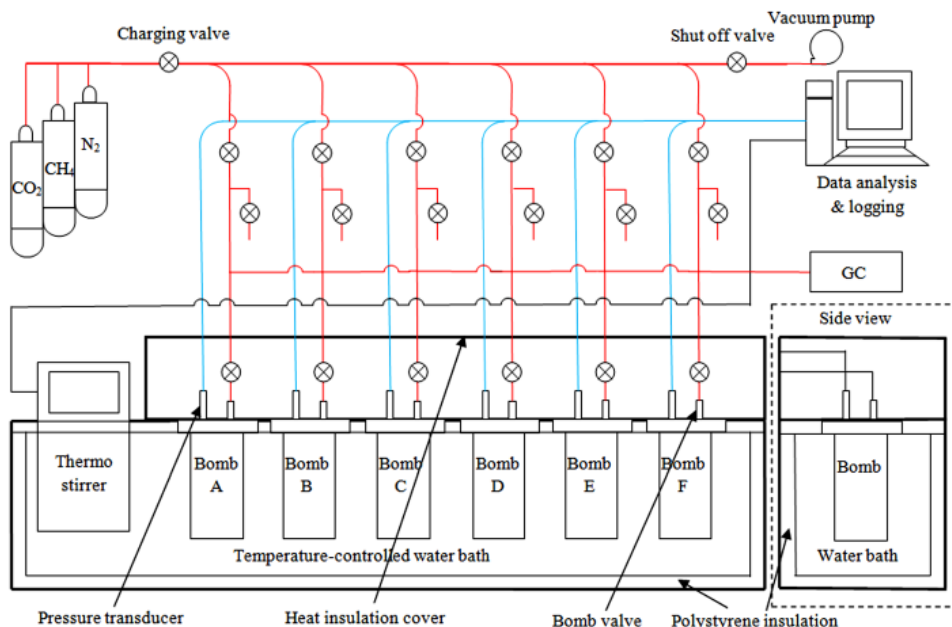 Vacuum pump
Charging valve
Shut off valve
N2
CH4
CO2
Data analysis
& logging
GC
Side view
Thermo
stirrer
Bomb
A
Bomb
B
Bomb
C
Bomb
D
Bomb
E
Bomb
F
Bomb
Temperature-controlled water bath
Water bath
Pressure transducer
Heat insulation cover
Bomb valve
Polystyrene insulation